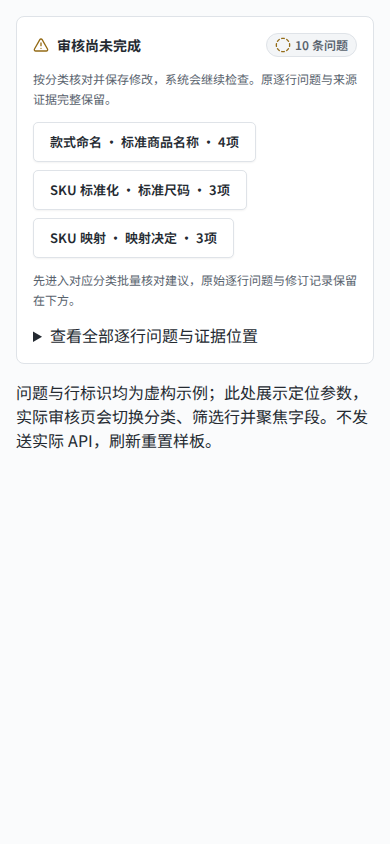 审核尚未完成
10 条问题
按分类核对并保存修改，系统会继续检查。原逐行问题与来源
证据完整保留。
款式命名 · 标准商品名称 · 4项
SKU 标准化 · 标准尺码 · 3项
SKU 映射 · 映射决定 · 3项
先进入对应分类批量核对建议，原始逐行问题与修订记录保留
在下方。
查看全部逐行问题与证据位置
问题与行标识均为虚构示例；此处展示定位参数，
实际审核页会切换分类、筛选行并聚焦字段。不发
送实际 API，刷新重置样板。